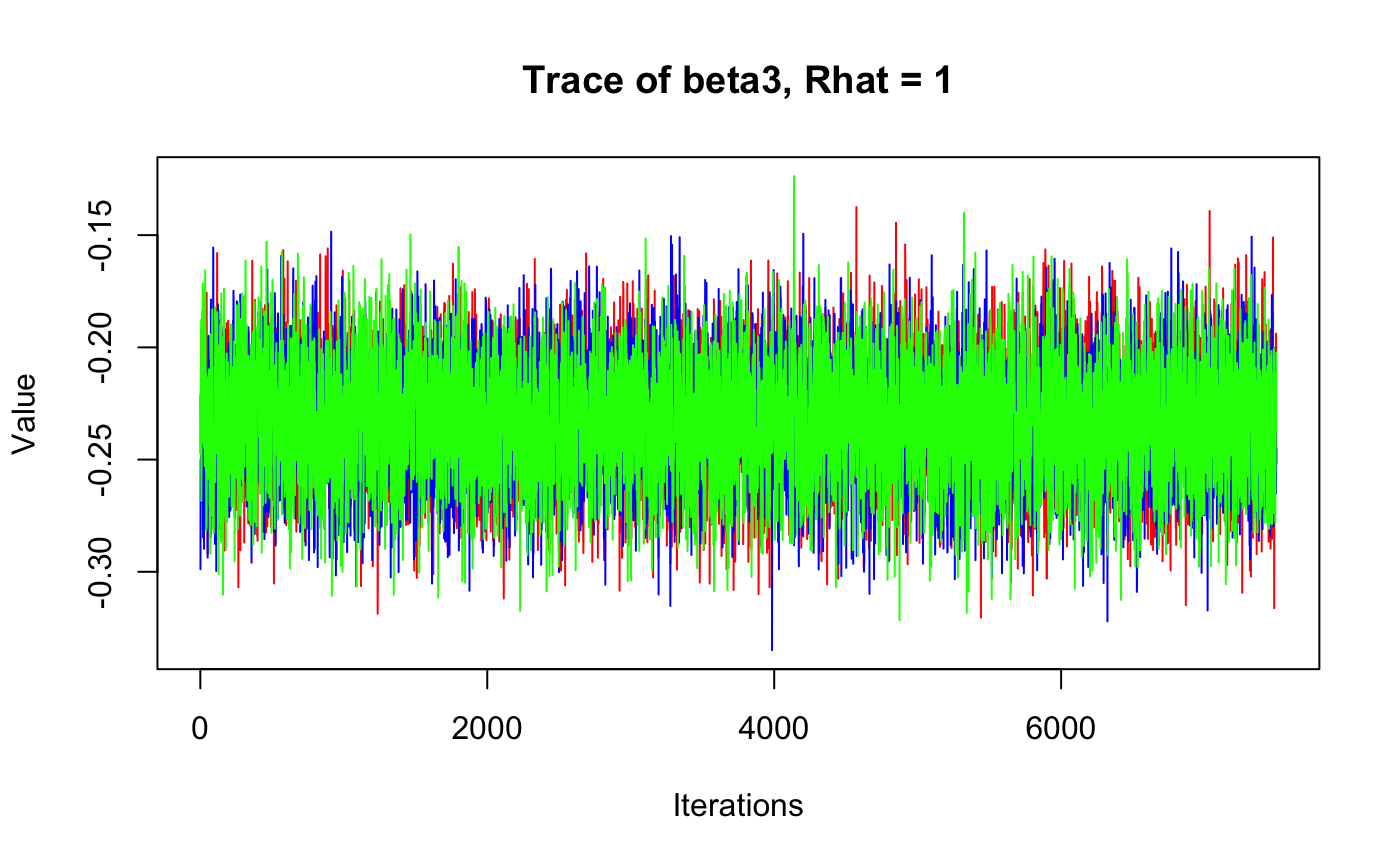 Trace of beta3, Rhat = 1
Value
-0.15
-0.20
-0.25
-0.30
0 2000 4000 6000
Iterations